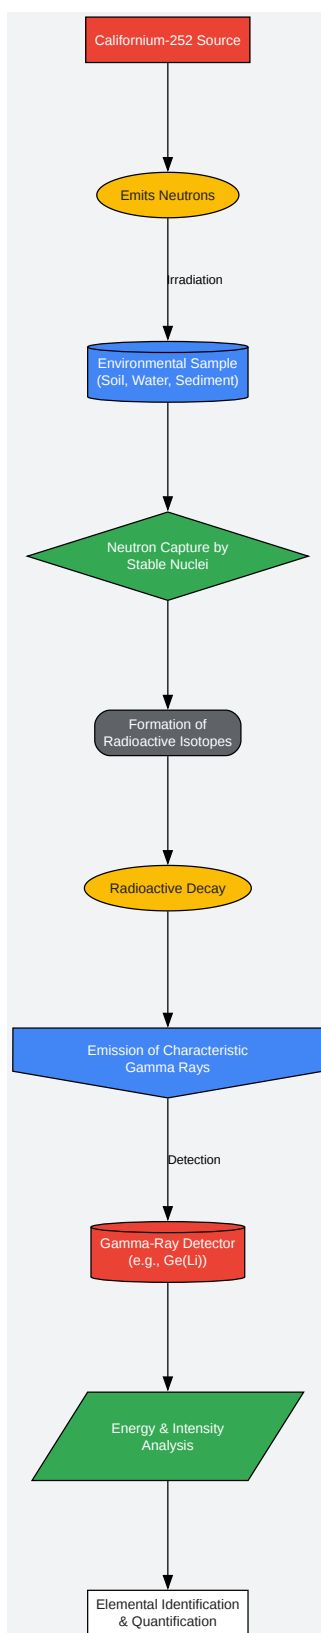 Californium-252 Source
Emits Neutrons
Irradiation
Environmental Sample
(Soil, Water, Sediment)
Neutron Capture by
Stable Nuclei
Formation of
Radioactive Isotopes
Radioactive Decay
Emission of Characteristic
Gamma Rays
Detection
Gamma-Ray Detector
(e.g., Ge(Li))
Energy & Intensity
Analysis
Elemental Identification
& Quantification